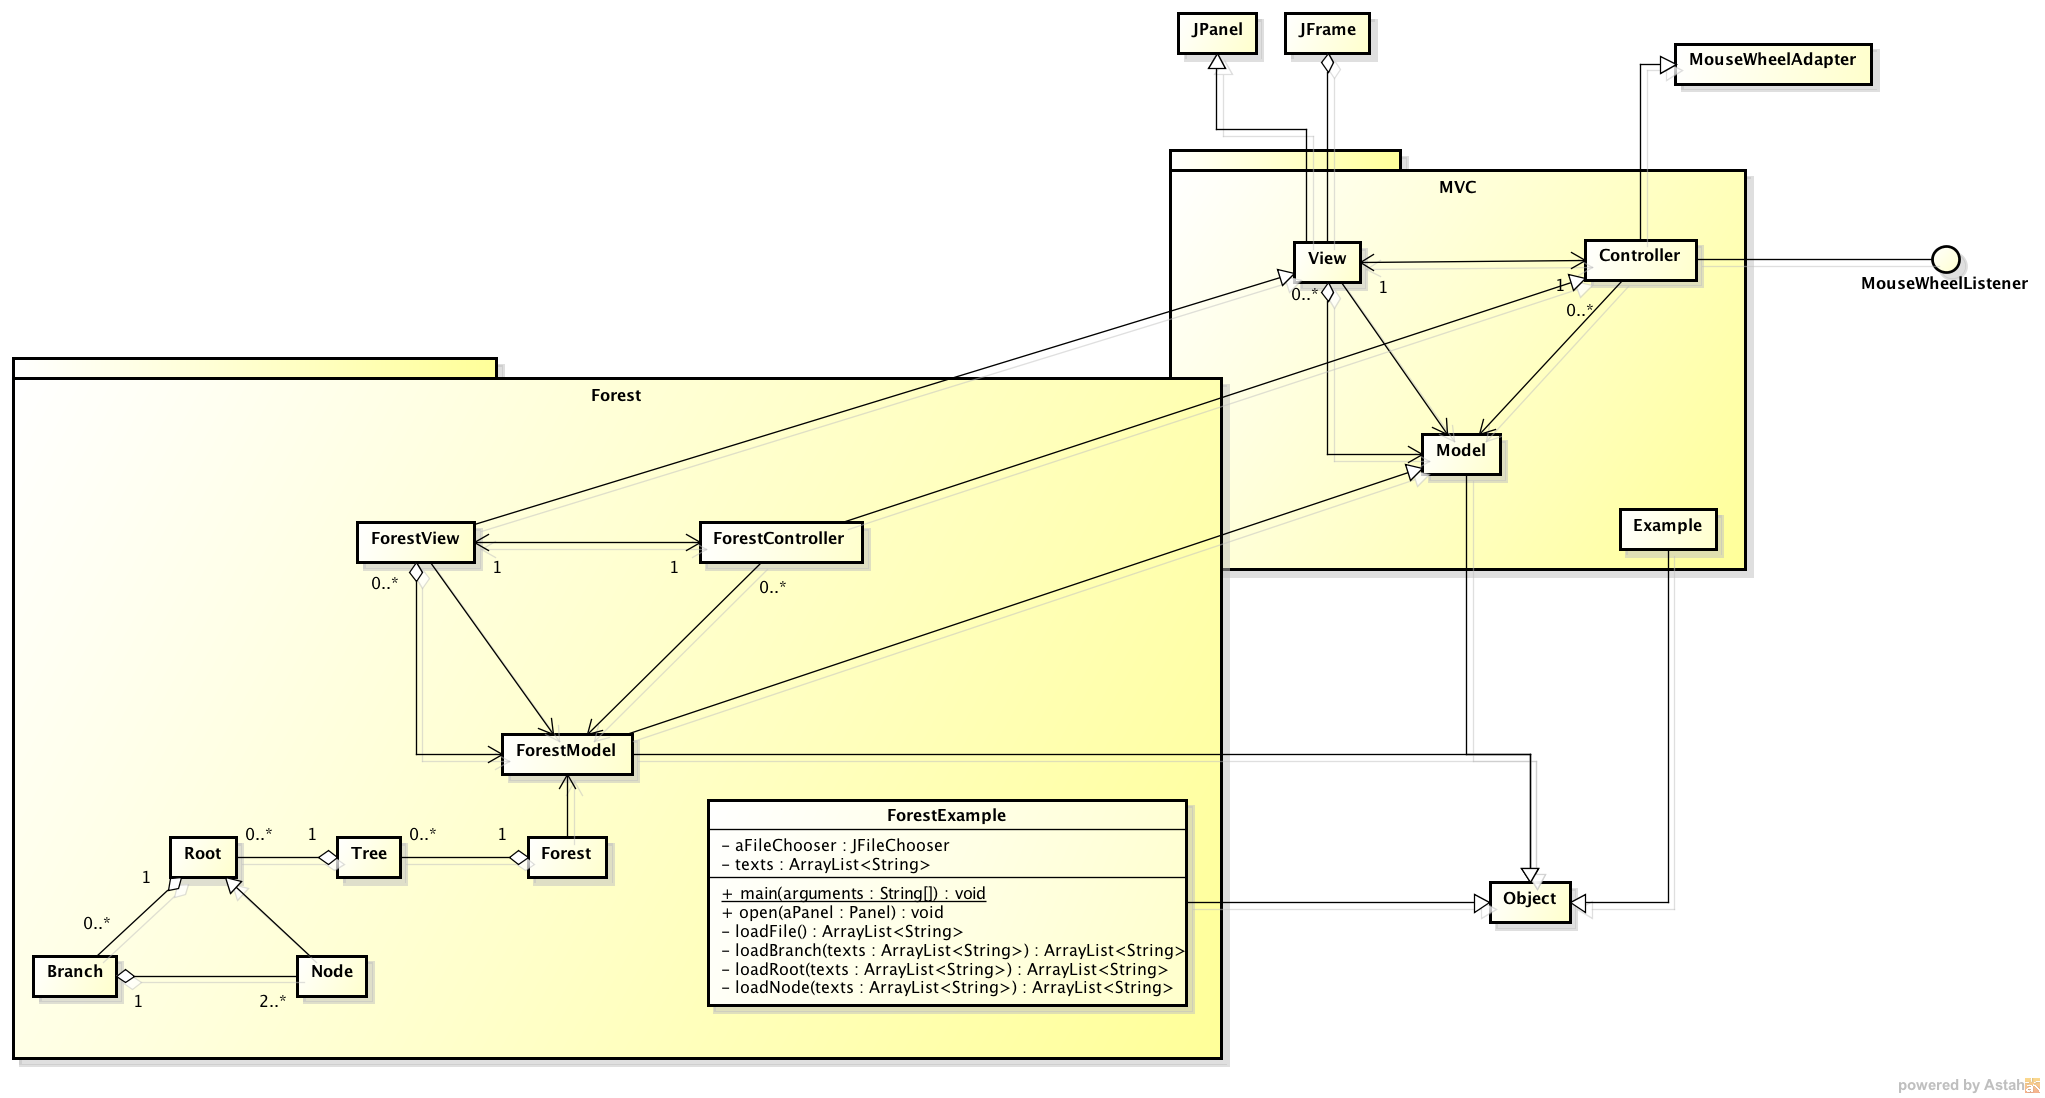 JPanel
JFrame
MouseWheelAdapter
MVC
View
Controller
MouseWheelListener
0..*
1
1
0..*
Forest
Model
Example
ForestView
ForestController
0..*
1
1
0..*
ForestModel
ForestExample
- aFileChooser : JFileChooser
- texts : ArrayList<String>
+ main(arguments : String[]) : void
+ open(aPanel : Panel) : void
- loadFile() : ArrayList<String>
- loadBranch(texts : ArrayList<String>) : ArrayList<String>
- loadRoot(texts : ArrayList<String>) : ArrayList<String>
- loadNode(texts : ArrayList<String>) : ArrayList<String>
0..*
1
0..*
1
Root
Tree
Forest
1
0..*
Object
Branch
Node
1
2..*
powered by Astah